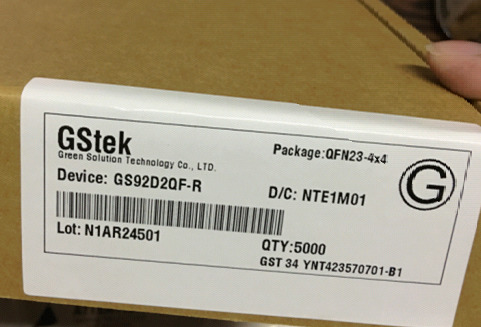 GStek
Green Solution Technology Co., LTD.
Package:QFN23-4x4
G
Device: GS92D2QF-R
D/C: NTE1M01
Lot: N1AR24501
QTY:5000
GST 34 YNT423570701-B1